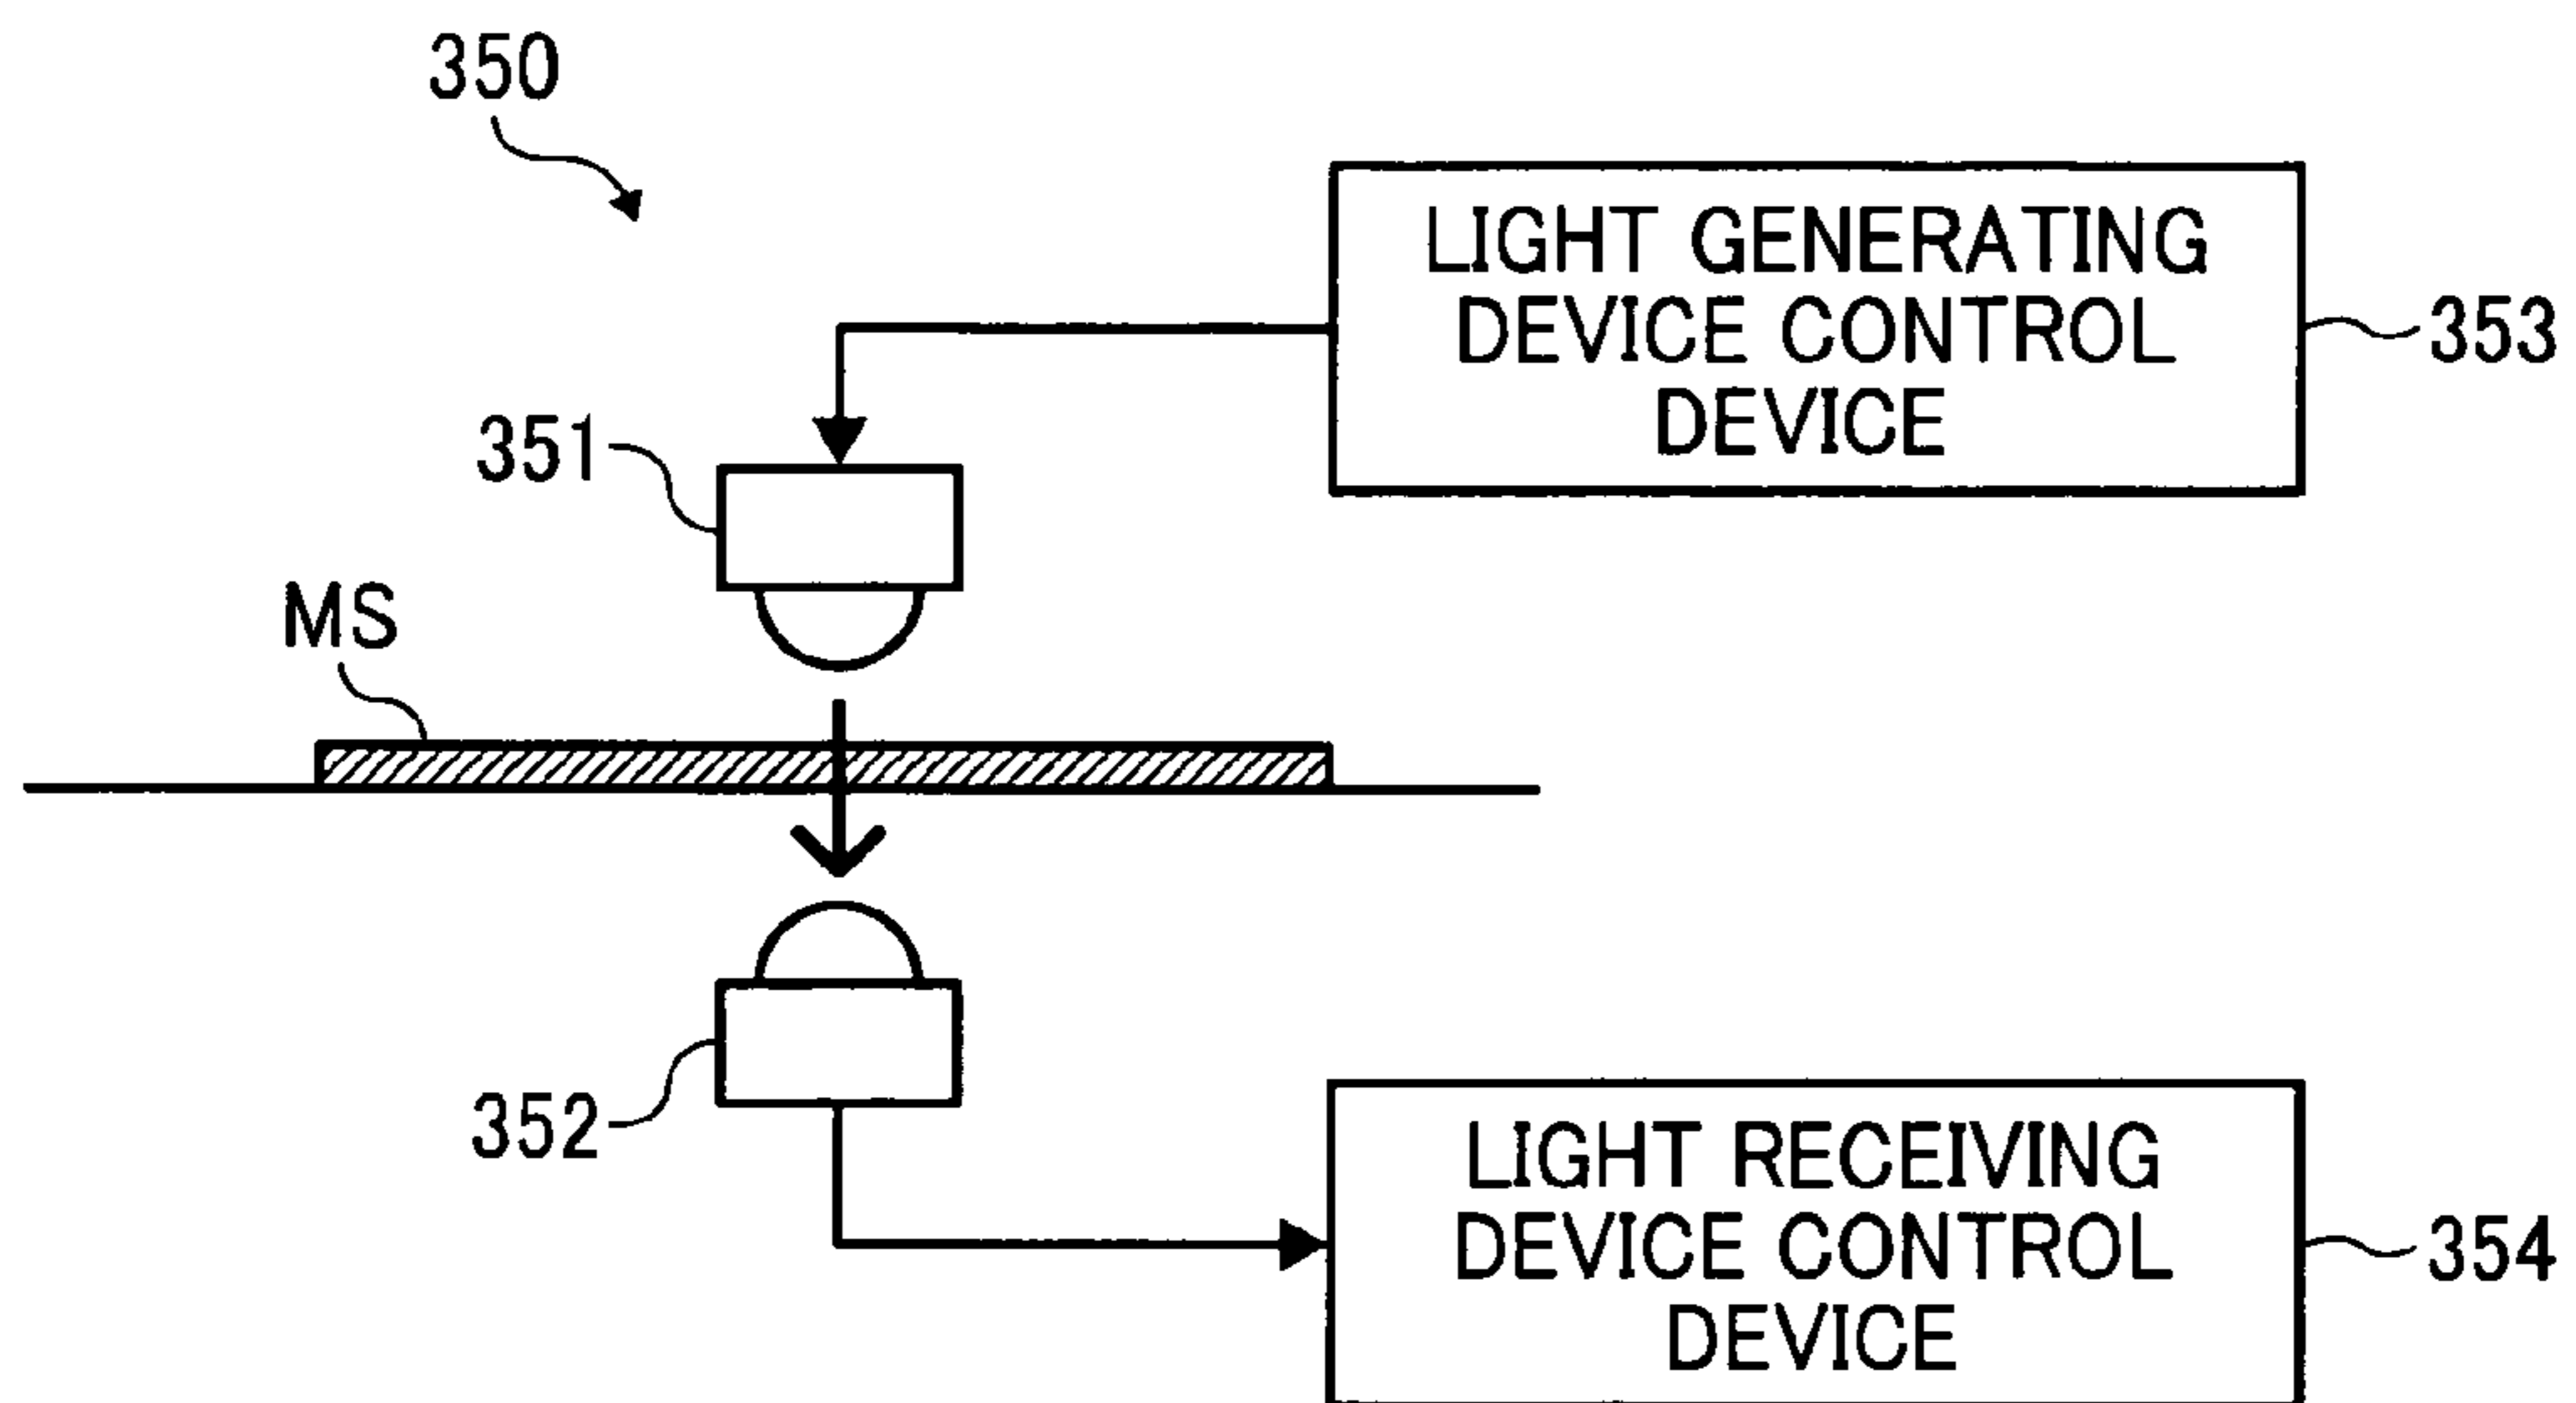 350
LIGHT GENERATING
DEVICE CONTROL
DEVICE
353
351
MS
352
LIGHT RECEIVING
DEVICE CONTROL
DEVICE
354